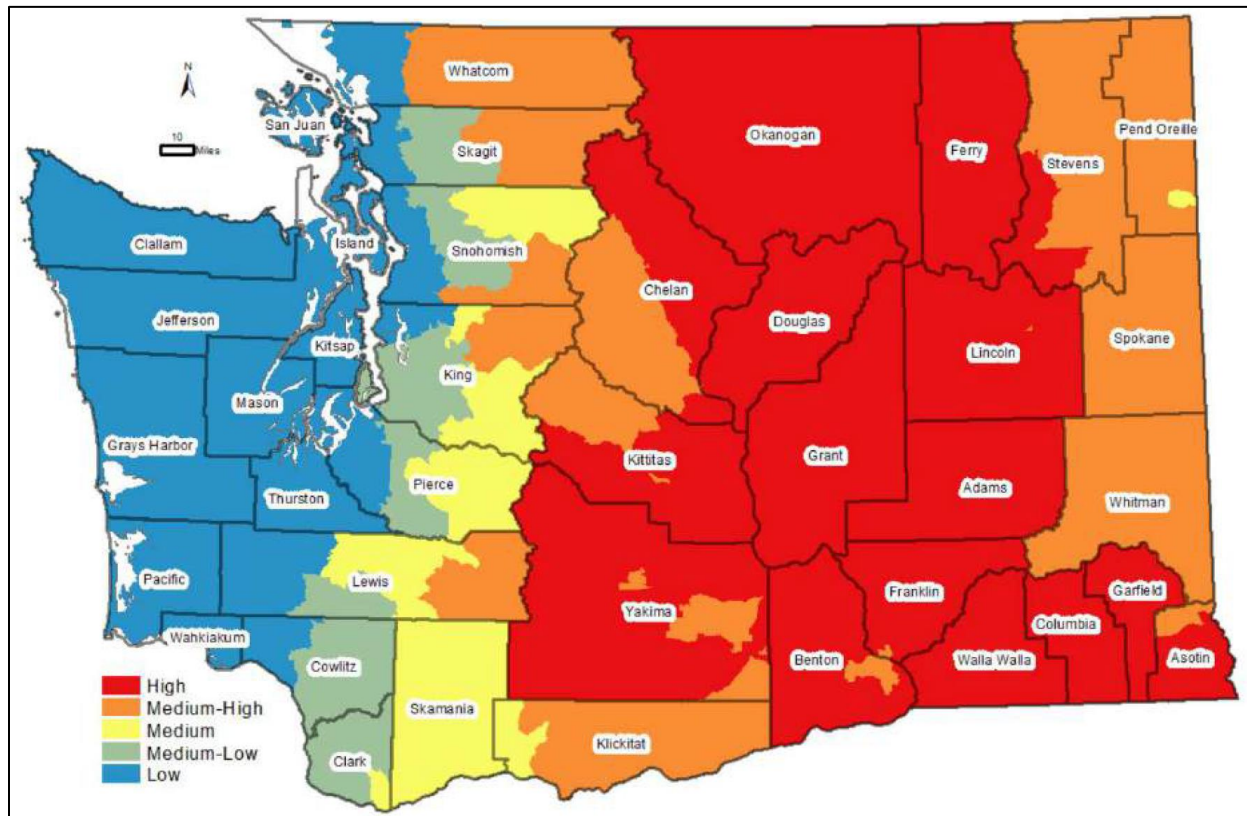 Whatcom
N
San Juan
Skagit
Okanogan
Ferry
Pend Oreille
Stevens
10
Miles
Clallam
Island
Snohomish
Chelan
Jefferson
Douglas
Kitsap
Lincoln
Spokane
King
Mason
Grays Harbor
Kittitas
Grant
Pierce
Adams
Thurston
Whitman
Pacific
Lewis
Yakima
Franklin
Garfield
Columbia
Wahkiakum
Cowlitz
Benton
Walla Walla
Asotin
Skamania
Klickitat
Clark
High
Medium-High
Medium
Medium-Low
Low